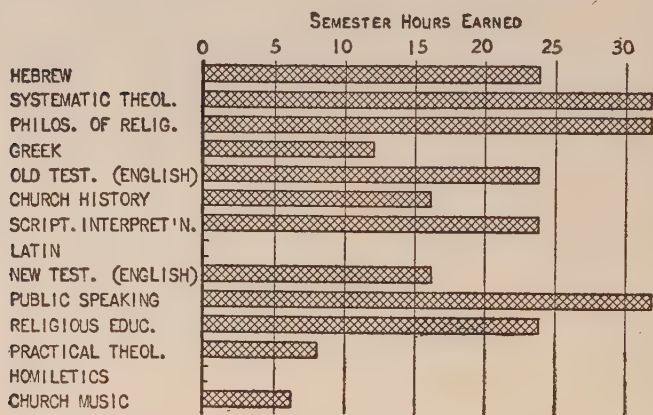 SEMESTER HOURS EARNED
0 5 10 15 20 25 30
HEBREW
SYSTEMATIC THEOL.
PHILOS. OF RELIG.
GREEK
OLD TEST. (ENGLISH)
CHURCH HISTORY
SCRIPT. INTERPRET'N.
LATIN
NEW TEST. (ENGLISH)
PUBLIC SPEAKING
RELIGIOUS EDUC.
PRACTICAL THEOL.
HOMILETICS
CHURCH MUSIC